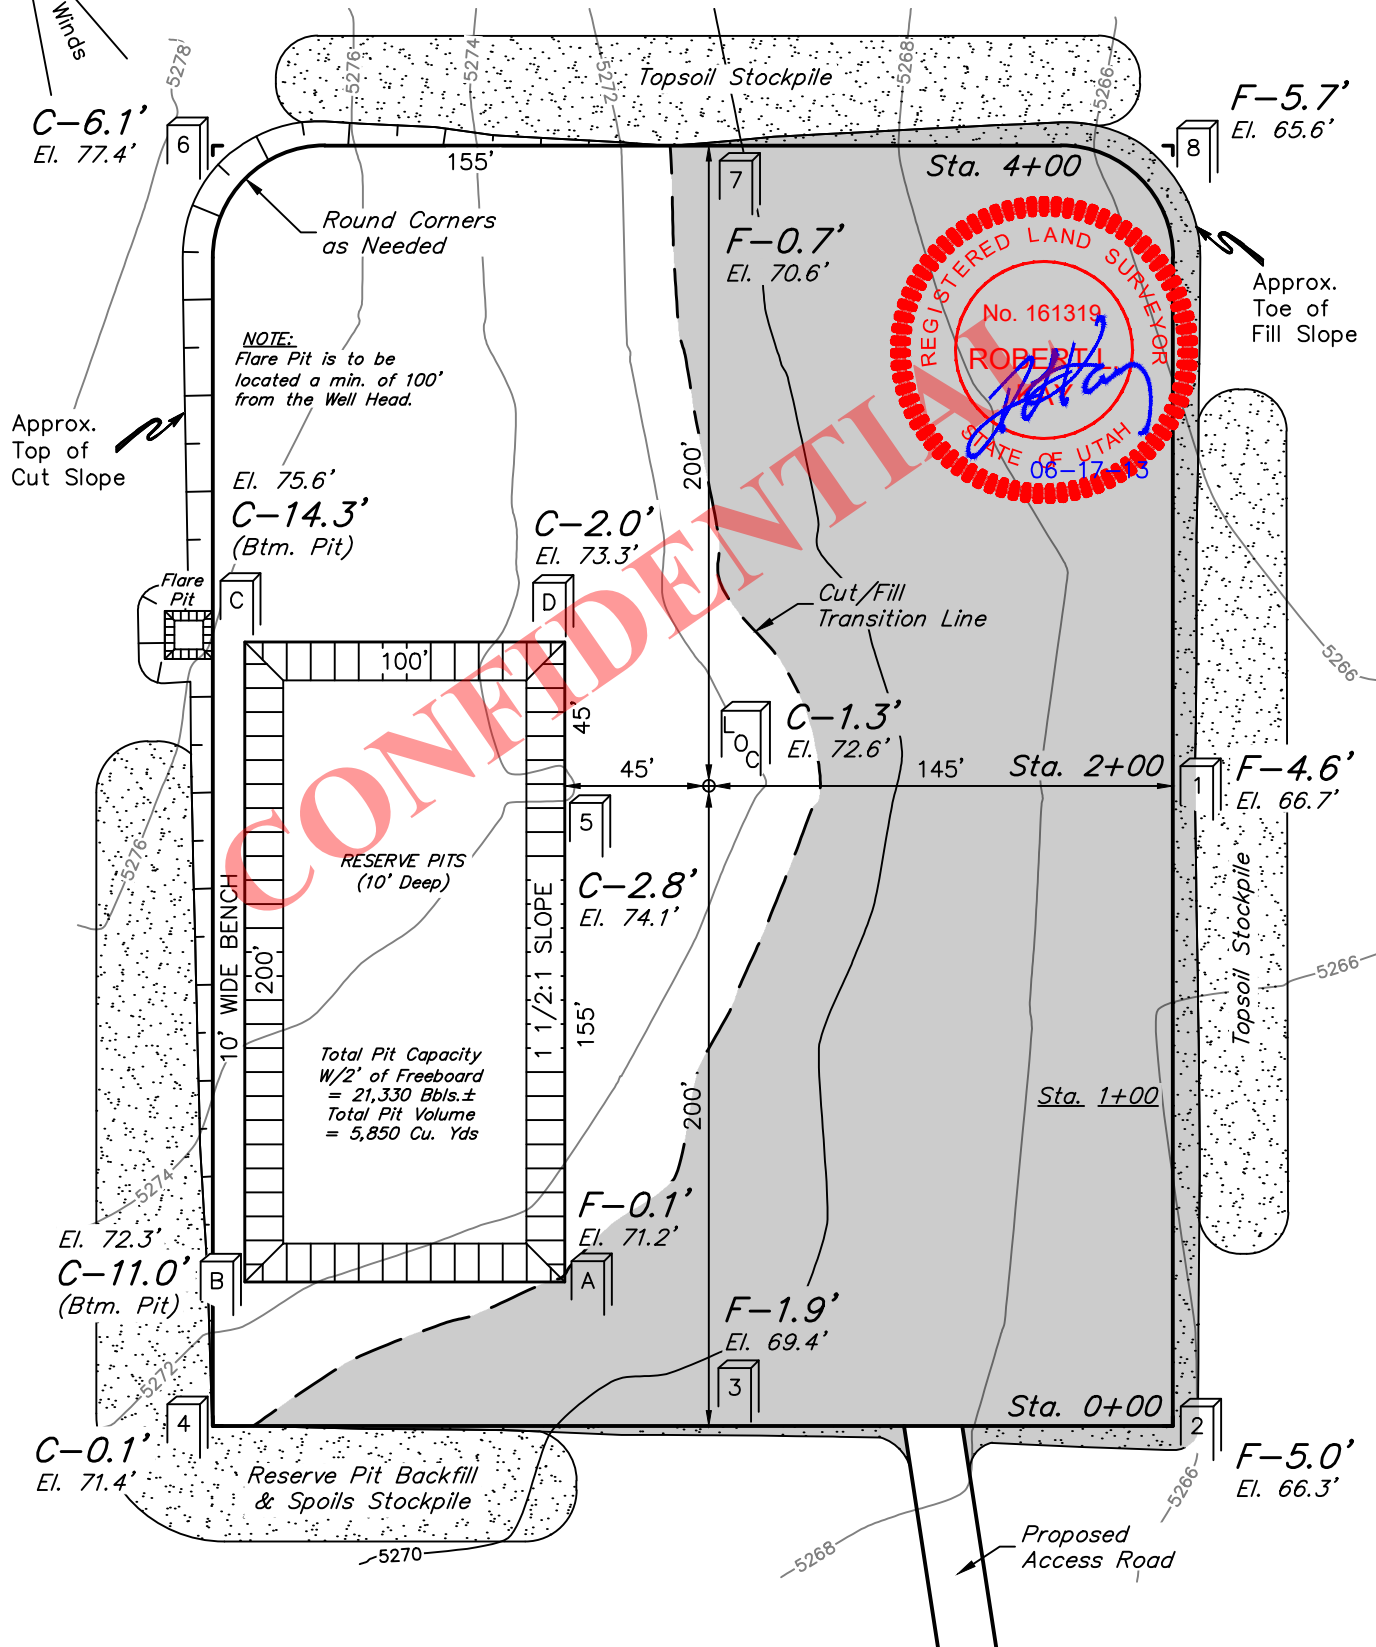 Winds
5278
5276
5274
5272
5268
5266
Topsoil Stockpile
C-6.1'
El. 77.4'
6
F-5.7'
El. 65.6'
8
155'
7
Sta. 4+00
Round Corners
as Needed
F-0.7'
El. 70.6'
REGISTERED LAND SURVEYOR
No. 161319
ROBERT L.
KAY
STATE OF UTAH
06-17-13
Approx.
Toe of
Fill Slope
NOTE:
Flare Pit is to be
located a min. of 100'
from the Well Head.
Approx.
Top of
Cut Slope
200'
El. 75.6'
C-14.3'
(Btm. Pit)
C-2.0'
El. 73.3'
CONFIDENTIAL
Flare
Pit
C
D
Cut/Fill
Transition Line
100'
45'
5266
LOC
C-1.3'
El. 72.6'
45'
145'
Sta. 2+00
1
F-4.6'
El. 66.7'
5
5276
RESERVE PITS
(10' Deep)
C-2.8'
El. 74.1'
10' WIDE BENCH
200'
1 1/2:1 SLOPE
155'
Topsoil Stockpile
5266
Total Pit Capacity
W/2' of Freeboard
= 21,330 Bbls.±
Total Pit Volume
= 5,850 Cu. Yds
200'
Sta. 1+00
5274
F-0.1'
El. 71.2'
El. 72.3'
C-11.0'
(Btm. Pit)
B
A
F-1.9'
El. 69.4'
5272
3
Sta. 0+00
4
2
C-0.1'
El. 71.4'
F-5.0'
El. 66.3'
Reserve Pit Backfill
& Spoils Stockpile
5266
5270
5268
Proposed
Access Road